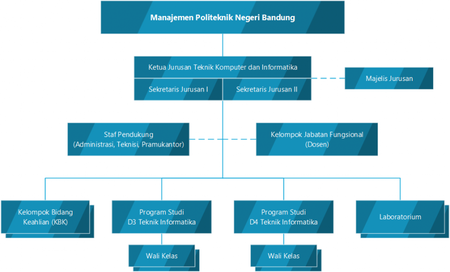 Manajemen Politeknik Negeri Bandung
Ketua Jurusan Teknik Komputer dan Informatika
Sekretaris Jurusan I
Sekretaris Jurusan II
Majelis Jurusan
Staf Pendukung
(Administrasi, Teknisi, Pramukantor)
Kelompok Jabatan Fungsional
(Dosen)
Kelompok Bidang
Keahlian (KBK)
Program Studi
D3 Teknik Informatika
Program Studi
D4 Teknik Informatika
Laboratorium
Wali Kelas
Wali Kelas